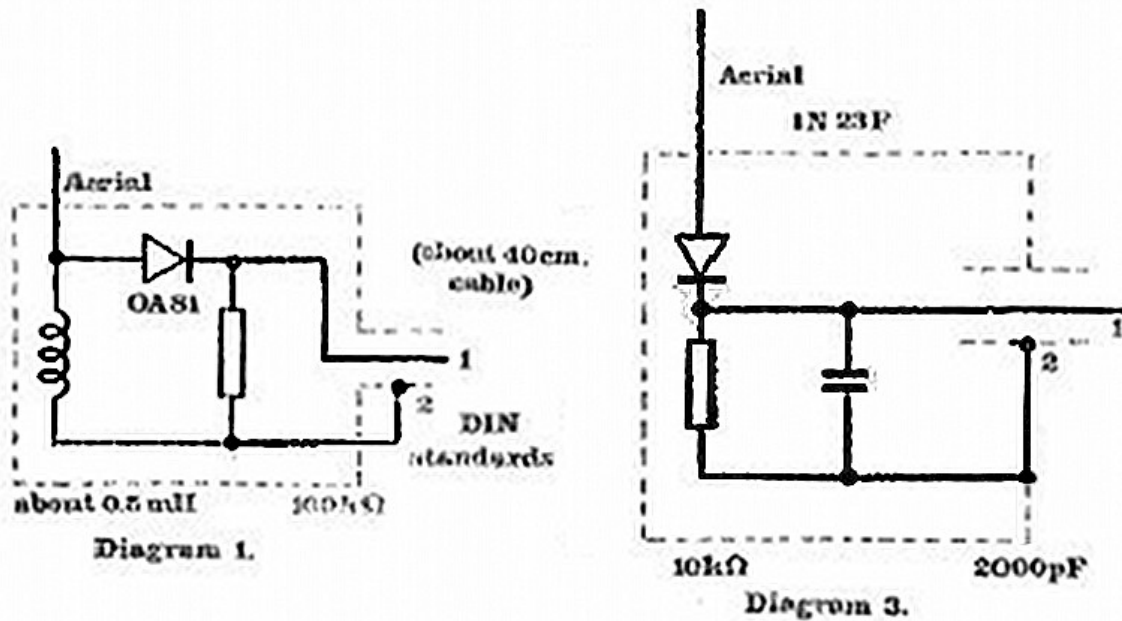 Aerial
OA81
(about 40cm.
cable)
1
2
DIN
standards
about 0.5 mH
100kΩ
Diagram 1.
Aerial
1N 23F
1
2
10kΩ
2000pF
Diagram 3.